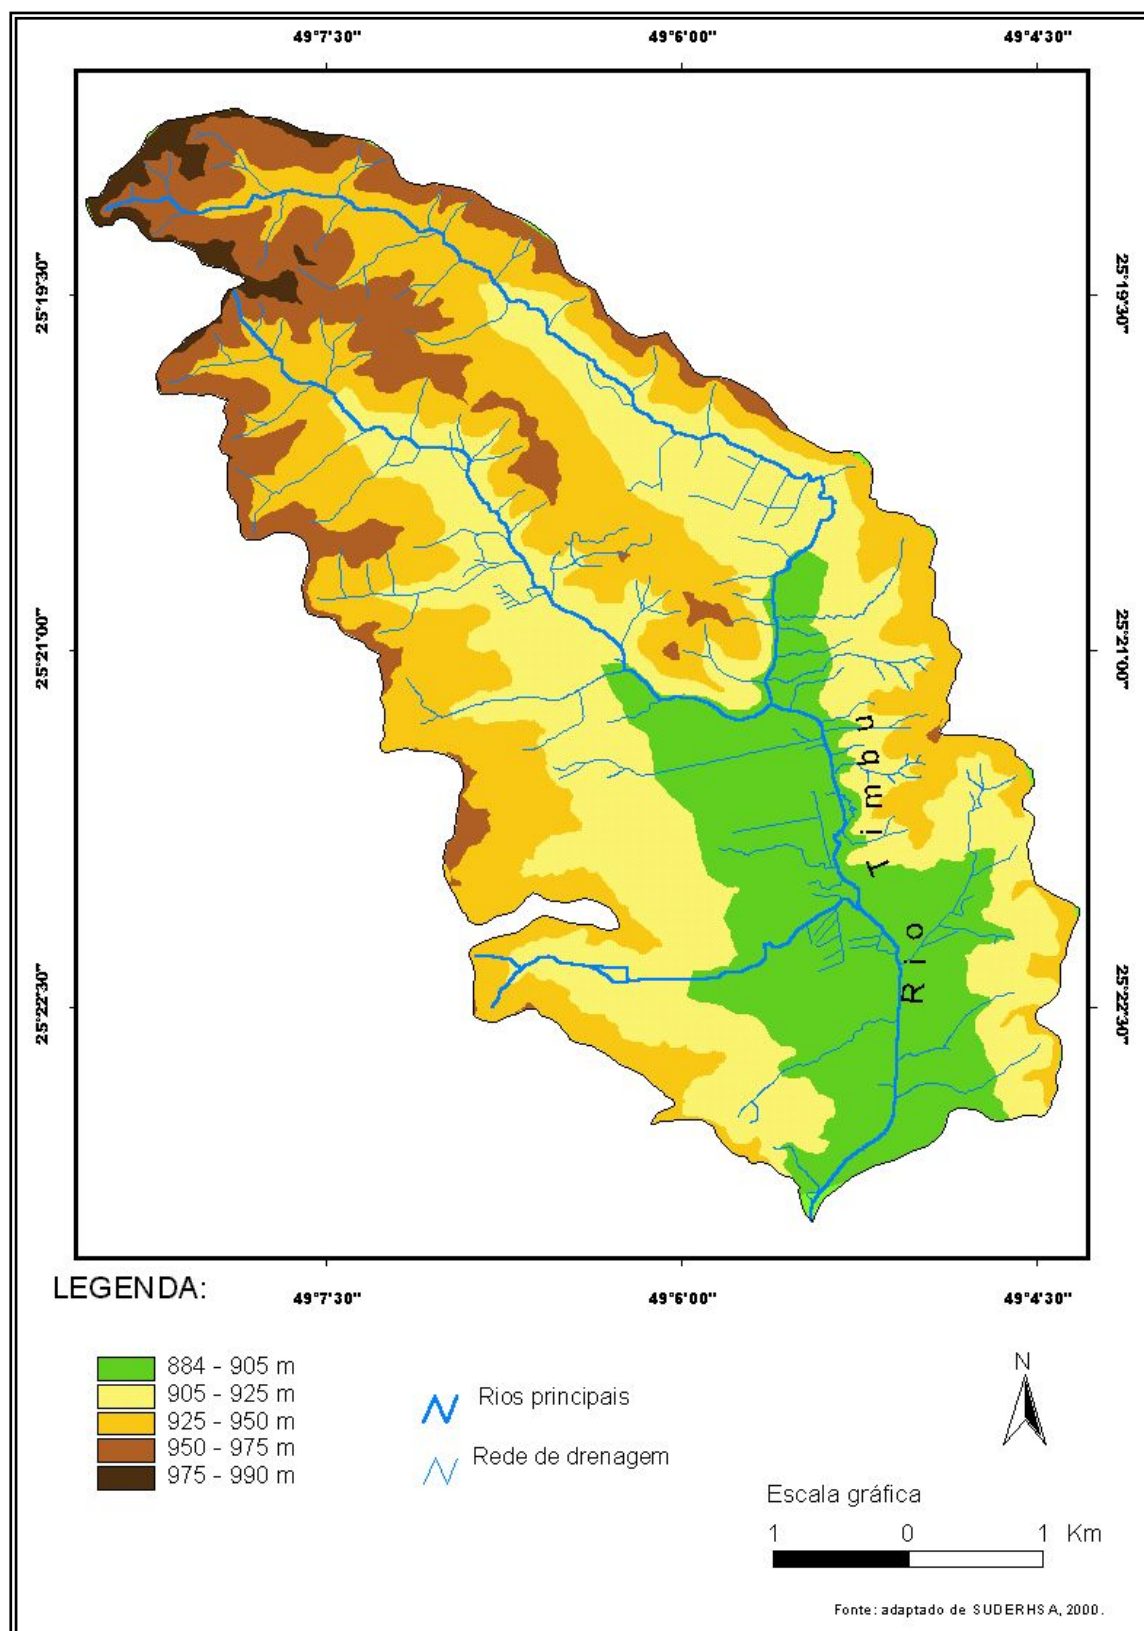 49°7'30" 49°6'00" 49°4'30"
25°19'30" 25°19'30"
25°21'00" 25°21'00"
Rio Timbu
25°22'30" 25°22'30"
LEGENDA:
49°7'30" 49°6'00" 49°4'30"
884 - 905 m
905 - 925 m
925 - 950 m
950 - 975 m
975 - 990 m
Rios principais
Rede de drenagem
N
Escala gráfica
1 0 1 Km
Fonte: adaptado de SUDERHSA, 2000.